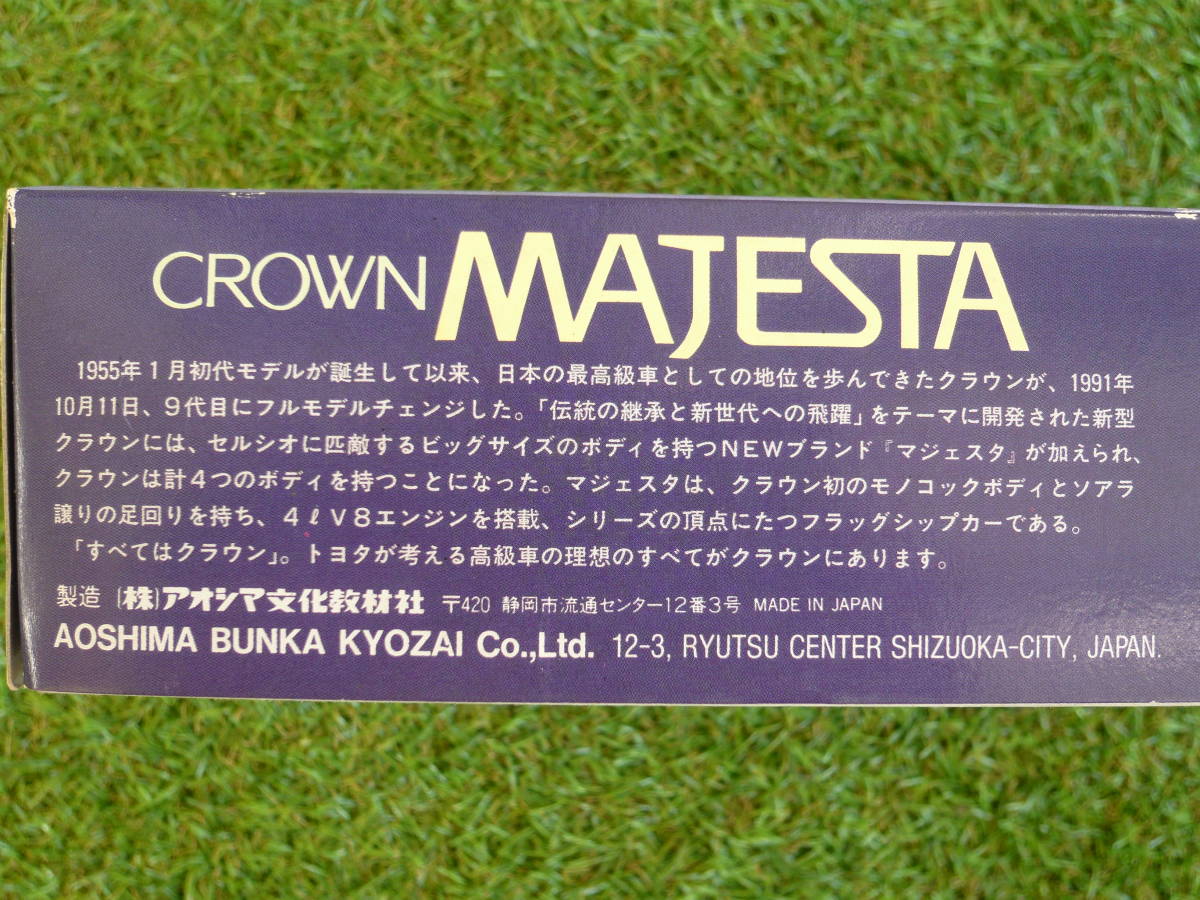 CROWN MAJESTA
1955年1月初代モデルが誕生して以来、日本の最高級車としての地位を歩んできたクラウンが、1991年
10月11日、9代目にフルモデルチェンジした。「伝統の継承と新世代への飛躍」をテーマに開発された新型
クラウンには、セルシオに匹敵するビッグサイズのボディを持つNEWブランド『マジェスタ』が加えられ、
クラウンは計4つのボディを持つことになった。マジェスタは、クラウン初のモノコックボディとソアラ
譲りの足回りを持ち、4ℓV8エンジンを搭載、シリーズの頂点にたつフラッグシップカーである。
「すべてはクラウン」。トヨタが考える高級車の理想のすべてがクラウンにあります。
製造 (株)アオシマ文化教材社 〒420 静岡市流通センター12番3号 MADE IN JAPAN
AOSHIMA BUNKA KYOZAI Co.,Ltd. 12-3, RYUTSU CENTER SHIZUOKA-CITY, JAPAN.